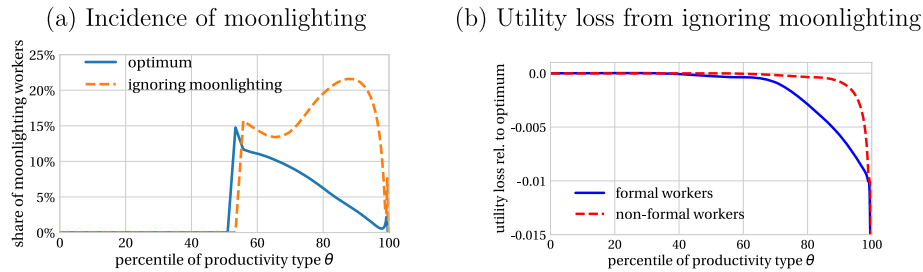 (a) Incidence of moonlighting
share of moonlighting workers
25%
20%
15%
10%
5%
0%
optimum
ignoring moonlighting
0 20 40 60 80 100
percentile of productivity type θ
(b) Utility loss from ignoring moonlighting
utility loss rel. to optimum
0.0
-0.005
-0.01
-0.015
formal workers
non-formal workers
0 20 40 60 80 100
percentile of productivity type θ